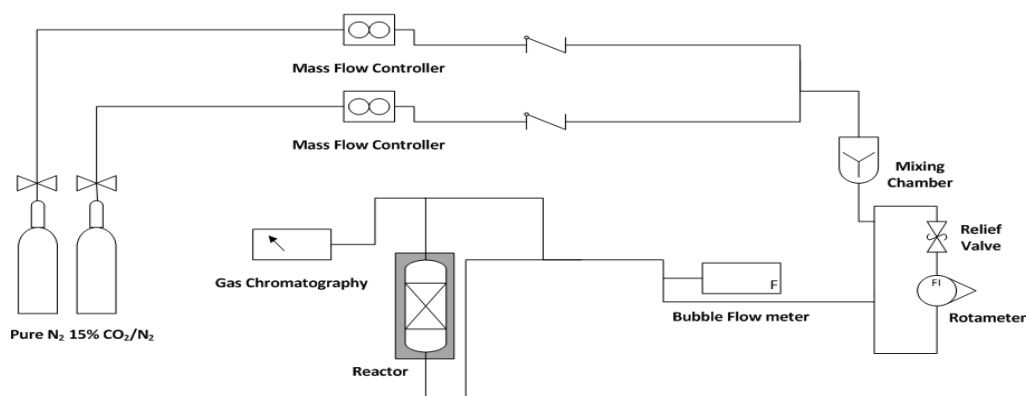 Mass Flow Controller
Mass Flow Controller
Mixing
Chamber
Relief
Valve
Gas Chromatography
F
FI
Bubble Flow meter
Rotameter
Pure N₂ 15% CO₂/N₂
Reactor